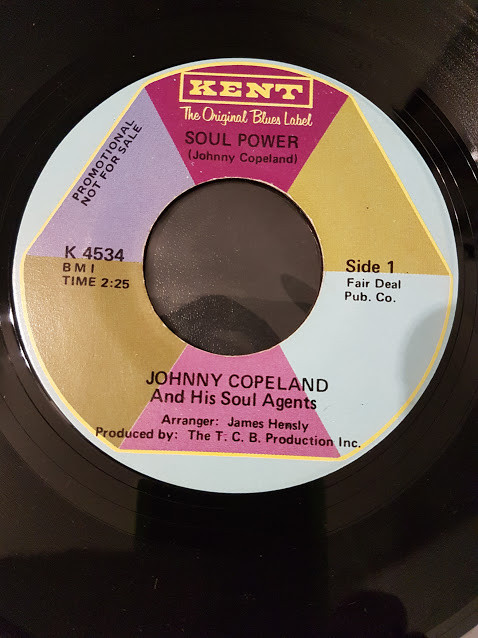 KENT
The Original Blues Label
SOUL POWER
(Johnny Copeland)
PROMOTIONAL
NOT FOR SALE
K 4534
BMI
TIME 2:25
Side 1
Fair Deal
Pub. Co.
JOHNNY COPELAND
And His Soul Agents
Arranger: James Hensly
Produced by: The T. C. B. Production Inc.